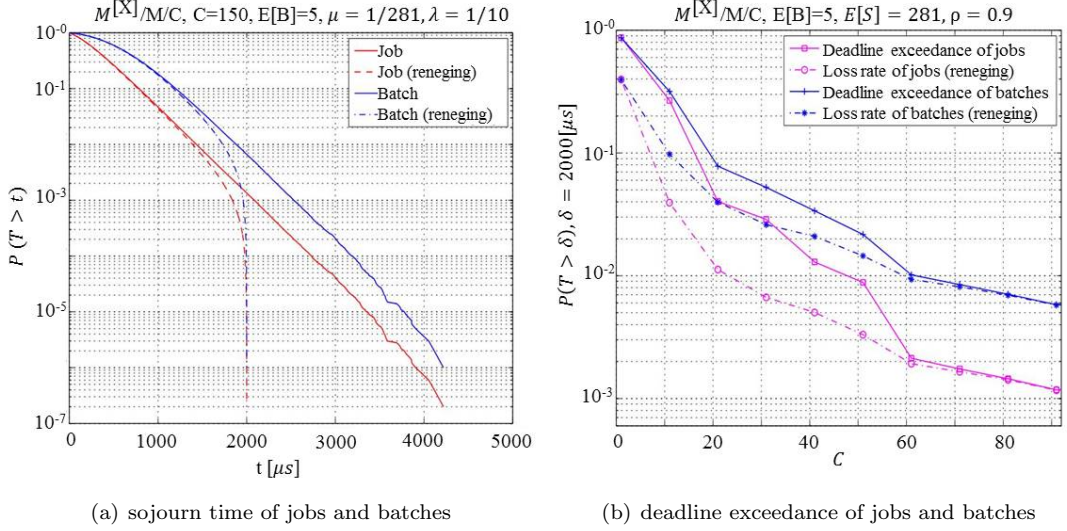 M[X]/M/C, C=150, E[B]=5, μ = 1/281, λ = 1/10
10-0
10-1
10-3
10-5
10-7
P (T > t)
Job
Job (reneging)
Batch
Batch (reneging)
0
1000
2000
3000
4000
5000
t [μs]
(a) sojourn time of jobs and batches
M[X]/M/C, E[B]=5, E[S] = 281, ρ = 0.9
10-0
10-1
10-2
10-3
P(T > δ), δ = 2000[μs]
Deadline exceedance of jobs
Loss rate of jobs (reneging)
Deadline exceedance of batches
Loss rate of batches (reneging)
0
20
40
60
80
C
(b) deadline exceedance of jobs and batches